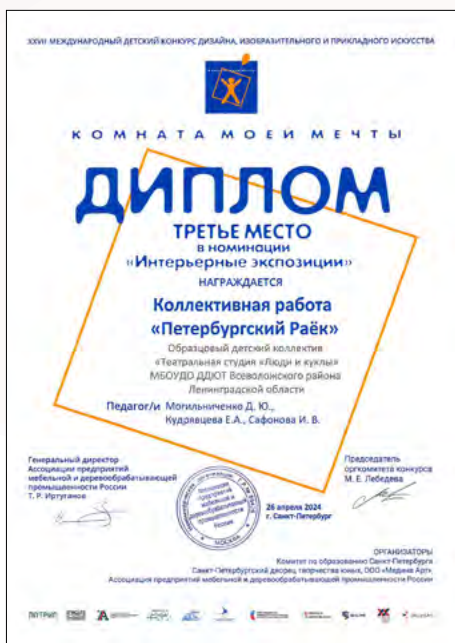 XXVII МЕЖДУНАРОДНЫЙ ДЕТСКИЙ КОНКУРС ДИЗАЙНА, ИЗОБРАЗИТЕЛЬНОГО И ПРИКЛАДНОГО ИСКУССТВА
КОМНАТА МОЕЙ МЕЧТЫ
ДИПЛОМ
ТРЕТЬЕ МЕСТО
в номинации
«Интерьерные экспозиции»
НАГРАЖДАЕТСЯ
Коллективная работа
«Петербургский Раёк»
Образцовый детский коллектив
«Театральная студия «Люди и куклы»
МБОУДО ДДЮТ Всеволожского района
Ленинградской области
Педагог/и Могильниченко Д. Ю.,
Кудрявцева Е.А., Сафонова И. В.
Генеральный директор
Ассоциации предприятий
мебельной и деревообрабатывающей
промышленности России
Т. Р. Иртуганов
Председатель
оргкомитета конкурсов
М. Е. Лебедева
26 апреля 2024
г. Санкт-Петербург
ОРГАНИЗАТОРЫ
Комитет по образованию Санкт-Петербурга
Санкт-Петербургский дворец творчества юных, ООО «Медиа Арт»
Ассоциация предприятий мебельной и деревообрабатывающей промышленности России